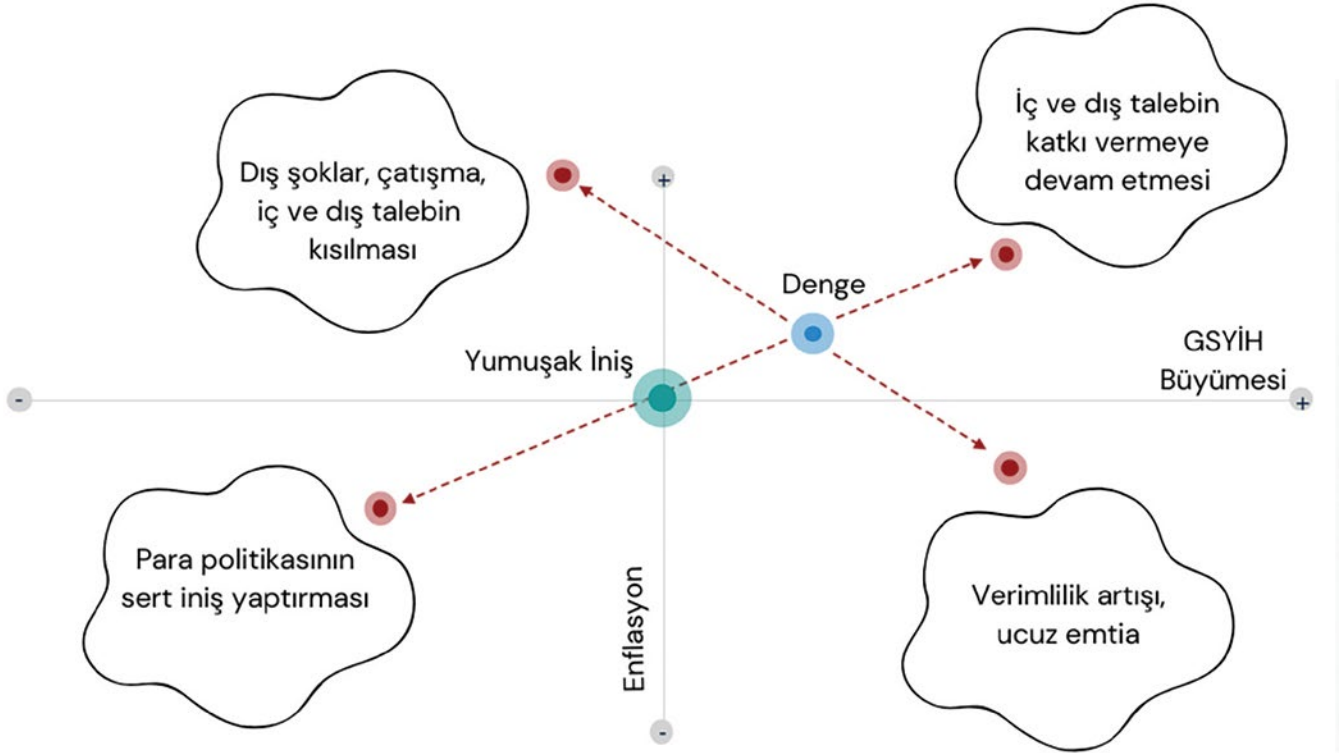 İç ve dış talebin
katkı vermeye
devam etmesi
Dış şoklar, çatışma,
iç ve dış talebin
kısılması
+
Denge
Yumuşak İniş
GSYİH
Büyümesi
-
+
Para politikasının
sert iniş yaptırması
Enflasyon
Verimlilik artışı,
ucuz emtia
-